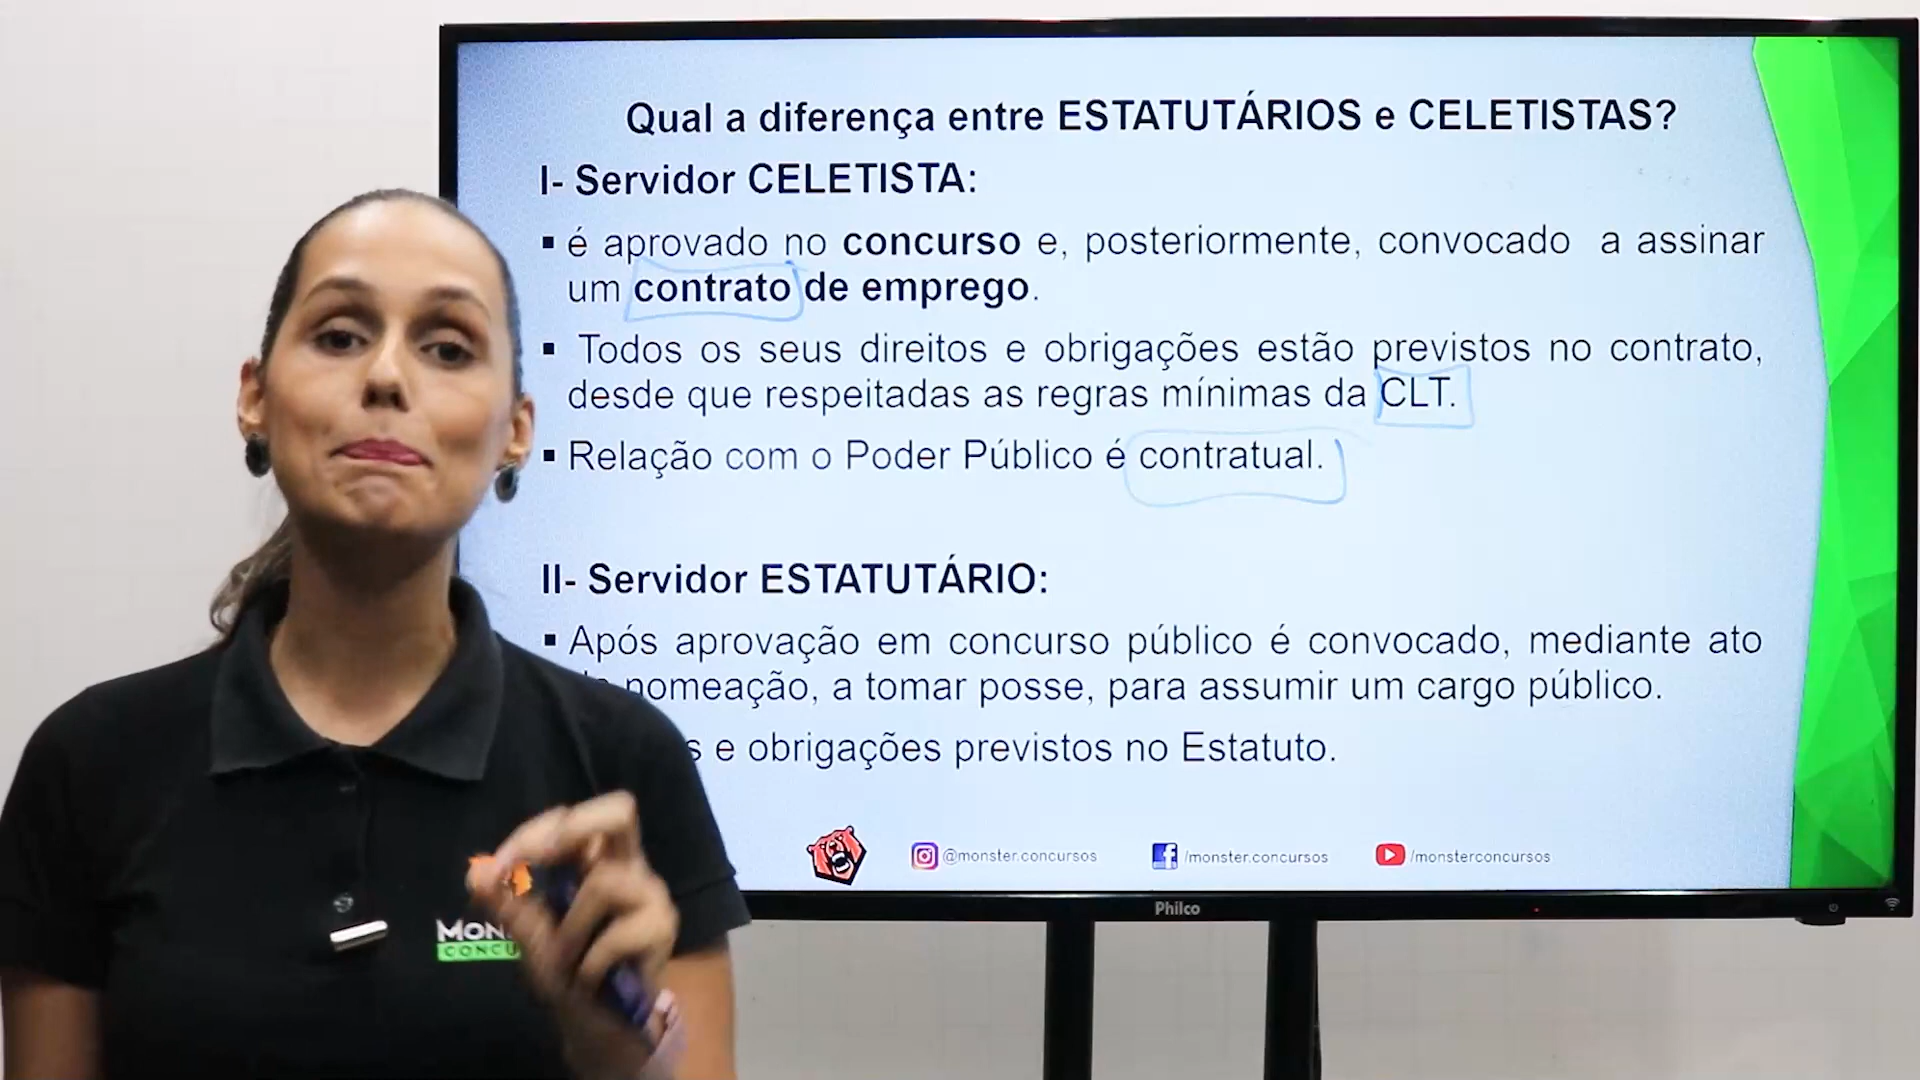 Qual a diferença entre ESTATUTÁRIOS e CELETISTAS?
I- Servidor CELETISTA:
▪ é aprovado no concurso e, posteriormente, convocado a assinar
um contrato de emprego.
▪ Todos os seus direitos e obrigações estão previstos no contrato,
desde que respeitadas as regras mínimas da CLT.
▪ Relação com o Poder Público é contratual.
II- Servidor ESTATUTÁRIO:
▪ Após aprovação em concurso público é convocado, mediante ato
nomeação, a tomar posse, para assumir um cargo público.
e obrigações previstos no Estatuto.
@monster.concursos
/monster.concursos
/monsterconcursos
Philco